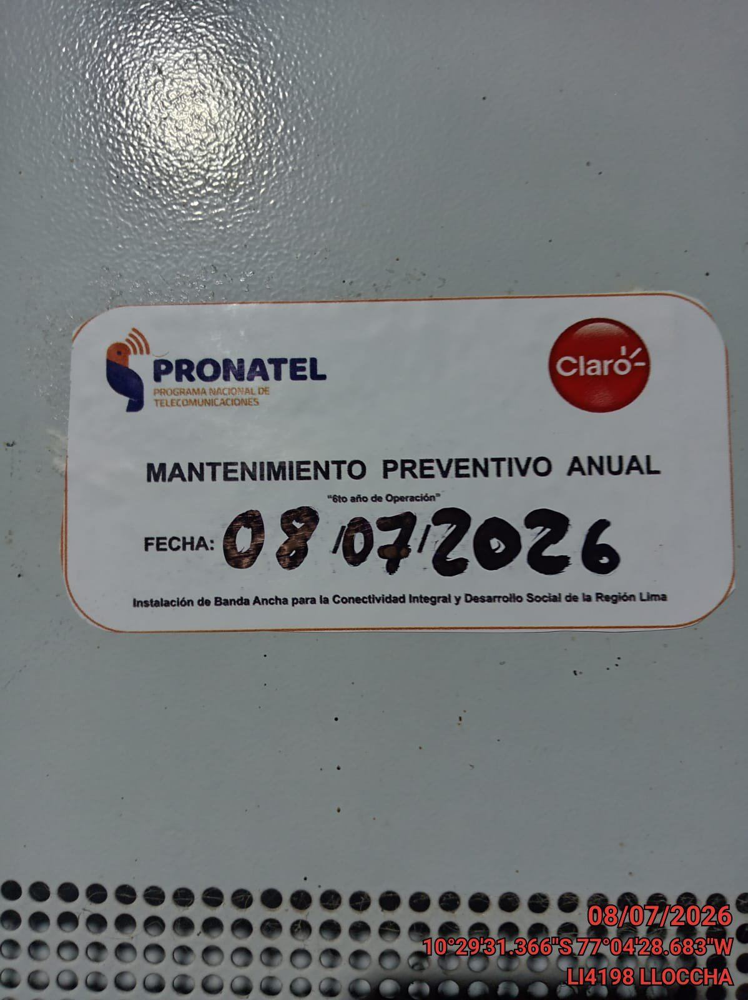 PRONATEL
PROGRAMA NACIONAL DE
TELECOMUNICACIONES
Claro
MANTENIMIENTO PREVENTIVO ANUAL
"6to año de Operación"
FECHA: 08/07/2026
Instalación de Banda Ancha para la Conectividad Integral y Desarrollo Social de la Región Lima
08/07/2026
10°29'31.366"S 77°04'28.683"W
LI4198 LLOCCHA